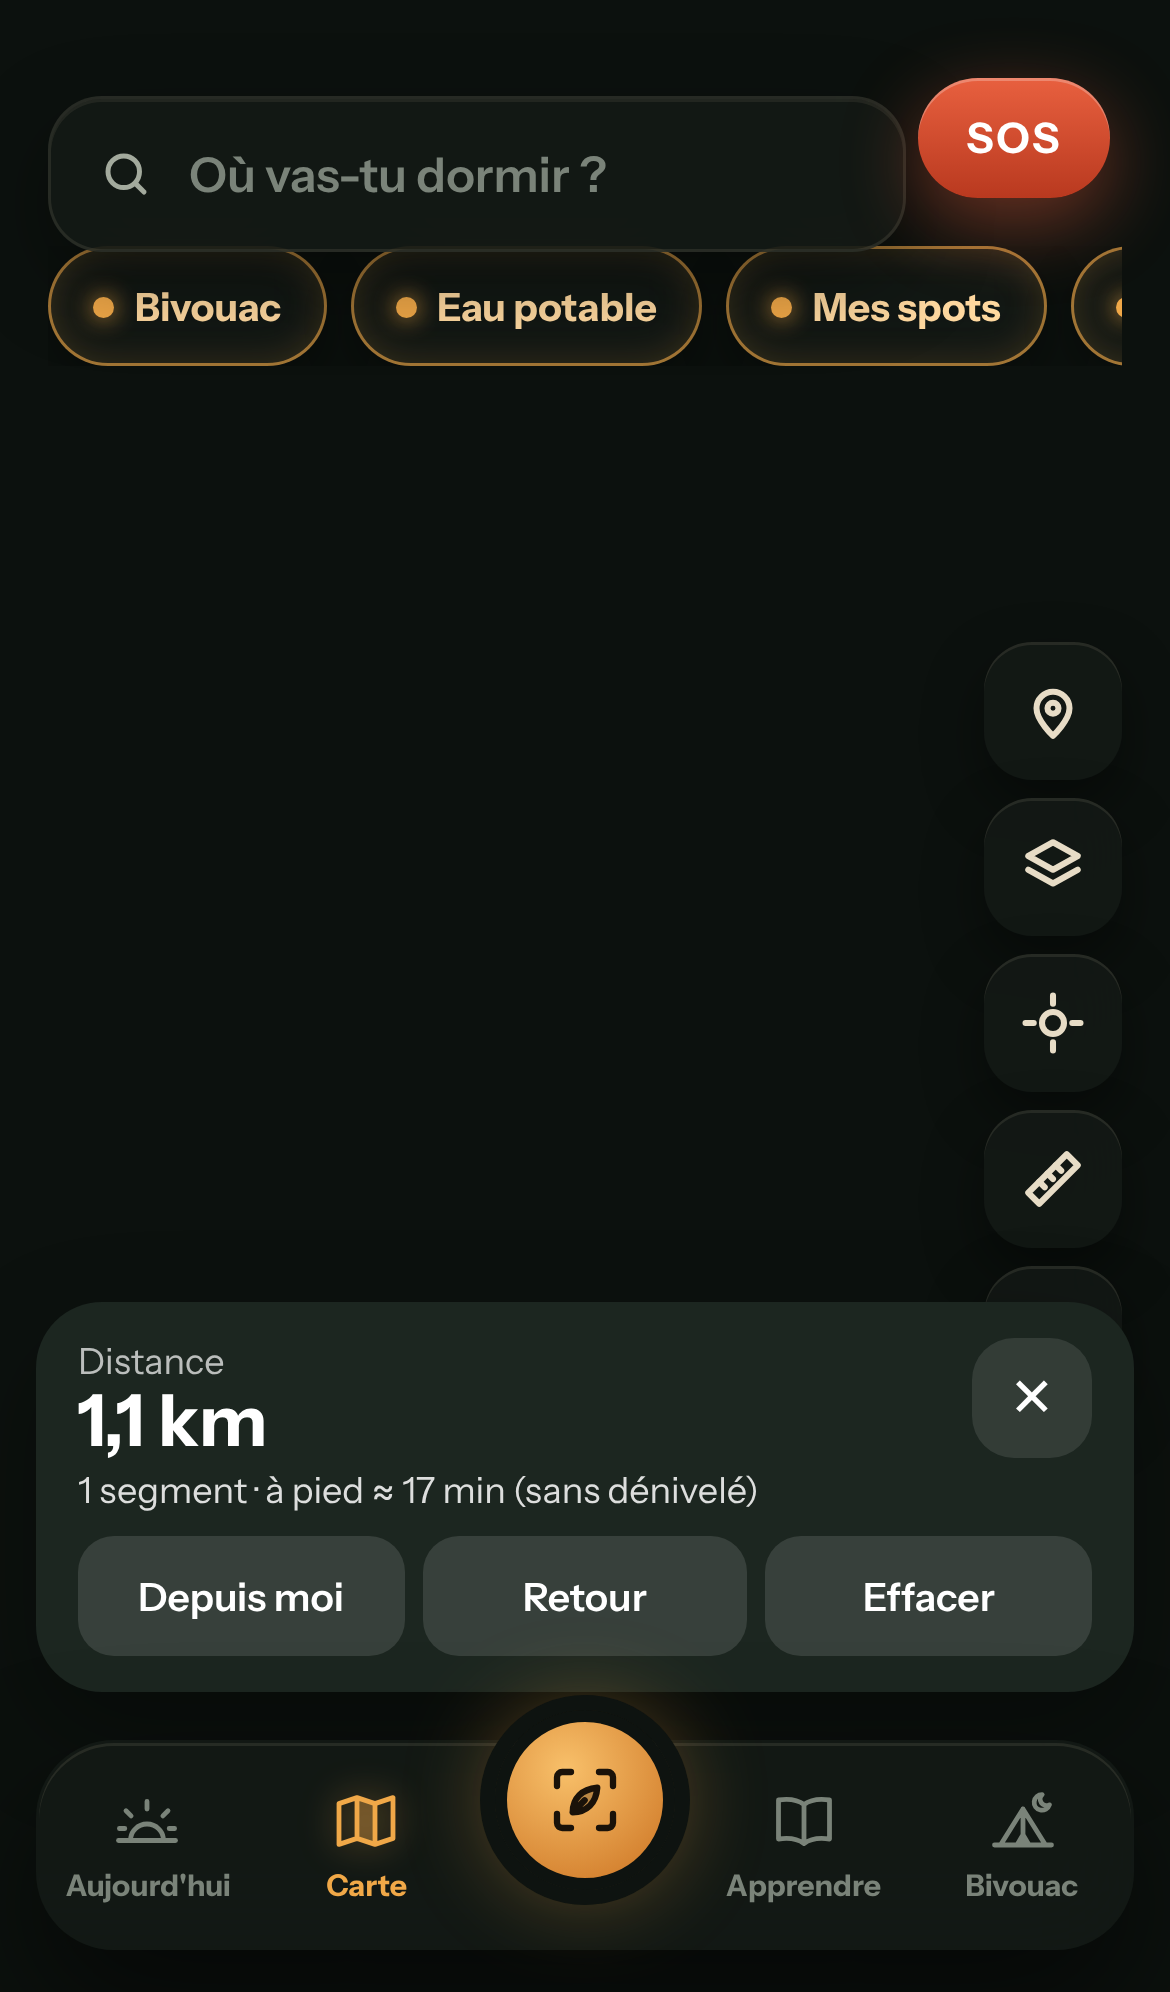 Où vas-tu dormir ?
SOS
Bivouac
Eau potable
Mes spots
Distance
1,1 km
1 segment · à pied ≈ 17 min (sans dénivelé)
Depuis moi
Retour
Effacer
Aujourd'hui
Carte
Apprendre
Bivouac